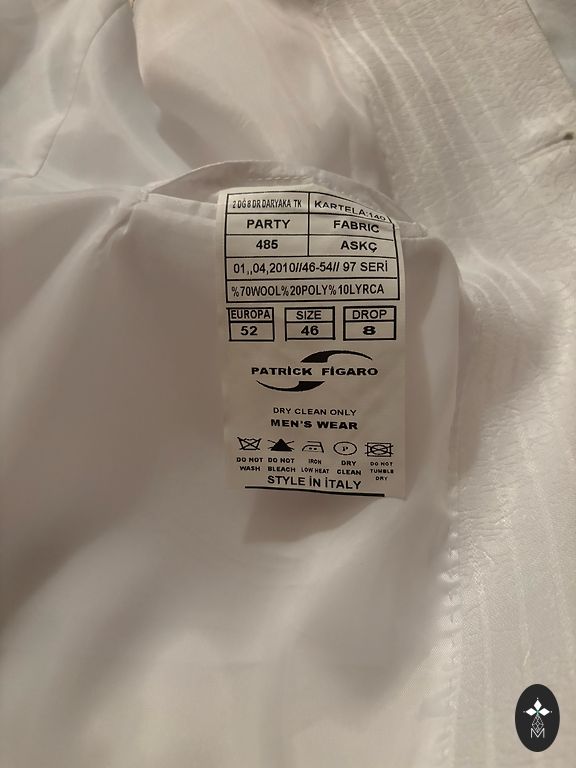 2 DĞ 8 DR DARYAKA TK KARTELA:140
PARTY FABRIC
485 ASKÇ
01,,04,2010//46-54// 97 SERİ
%70WOOL%20POLY%10LYRCA
EUROPA SIZE DROP
52 46 8
PATRİCK FİGARO
DRY CLEAN ONLY
MEN'S WEAR
P
DO NOT WASH
DO NOT BLEACH
IRON LOW HEAT
DRY CLEAN
DO NOT TUMBLE DRY
STYLE İN İTALY
M